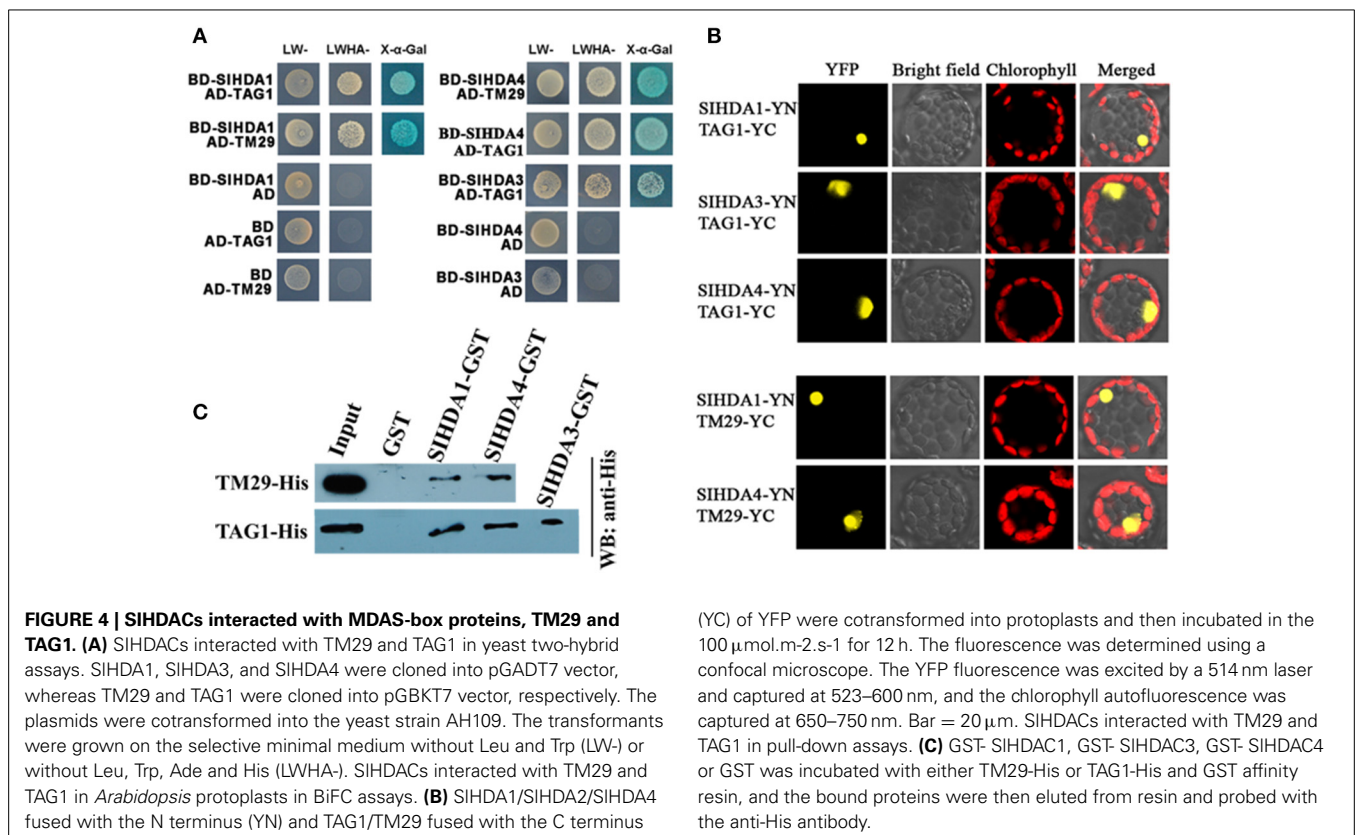 A
LW- LWHA- X-α-Gal
BD-SlHDA1
AD-TAG1
BD-SlHDA1
AD-TM29
BD-SlHDA1
AD
BD
AD-TAG1
BD
AD-TM29
LW- LWHA- X-α-Gal
BD-SlHDA4
AD-TM29
BD-SlHDA4
AD-TAG1
BD-SlHDA3
AD-TAG1
BD-SlHDA4
AD
BD-SlHDA3
AD
B
YFP Bright field Chlorophyll Merged
SlHDA1-YN
TAG1-YC
SlHDA3-YN
TAG1-YC
SlHDA4-YN
TAG1-YC
SlHDA1-YN
TM29-YC
SlHDA4-YN
TM29-YC
C
Input
GST
SlHDA1-GST
SlHDA4-GST
SlHDA3-GST
TM29-His
TAG1-His
WB: anti-His
FIGURE 4 | SlHDACs interacted with MDAS-box proteins, TM29 and
TAG1. (A) SlHDACs interacted with TM29 and TAG1 in yeast two-hybrid
assays. SlHDA1, SlHDA3, and SlHDA4 were cloned into pGADT7 vector,
whereas TM29 and TAG1 were cloned into pGBKT7 vector, respectively. The
plasmids were cotransformed into the yeast strain AH109. The transformants
were grown on the selective minimal medium without Leu and Trp (LW-) or
without Leu, Trp, Ade and His (LWHA-). SlHDACs interacted with TM29 and
TAG1 in Arabidopsis protoplasts in BiFC assays. (B) SlHDA1/SlHDA2/SlHDA4
fused with the N terminus (YN) and TAG1/TM29 fused with the C terminus
(YC) of YFP were cotransformed into protoplasts and then incubated in the
100 μmol.m-2.s-1 for 12 h. The fluorescence was determined using a
confocal microscope. The YFP fluorescence was excited by a 514 nm laser
and captured at 523–600 nm, and the chlorophyll autofluorescence was
captured at 650–750 nm. Bar = 20 μm. SlHDACs interacted with TM29 and
TAG1 in pull-down assays. (C) GST- SlHDAC1, GST- SlHDAC3, GST- SlHDAC4
or GST was incubated with either TM29-His or TAG1-His and GST affinity
resin, and the bound proteins were then eluted from resin and probed with
the anti-His antibody.